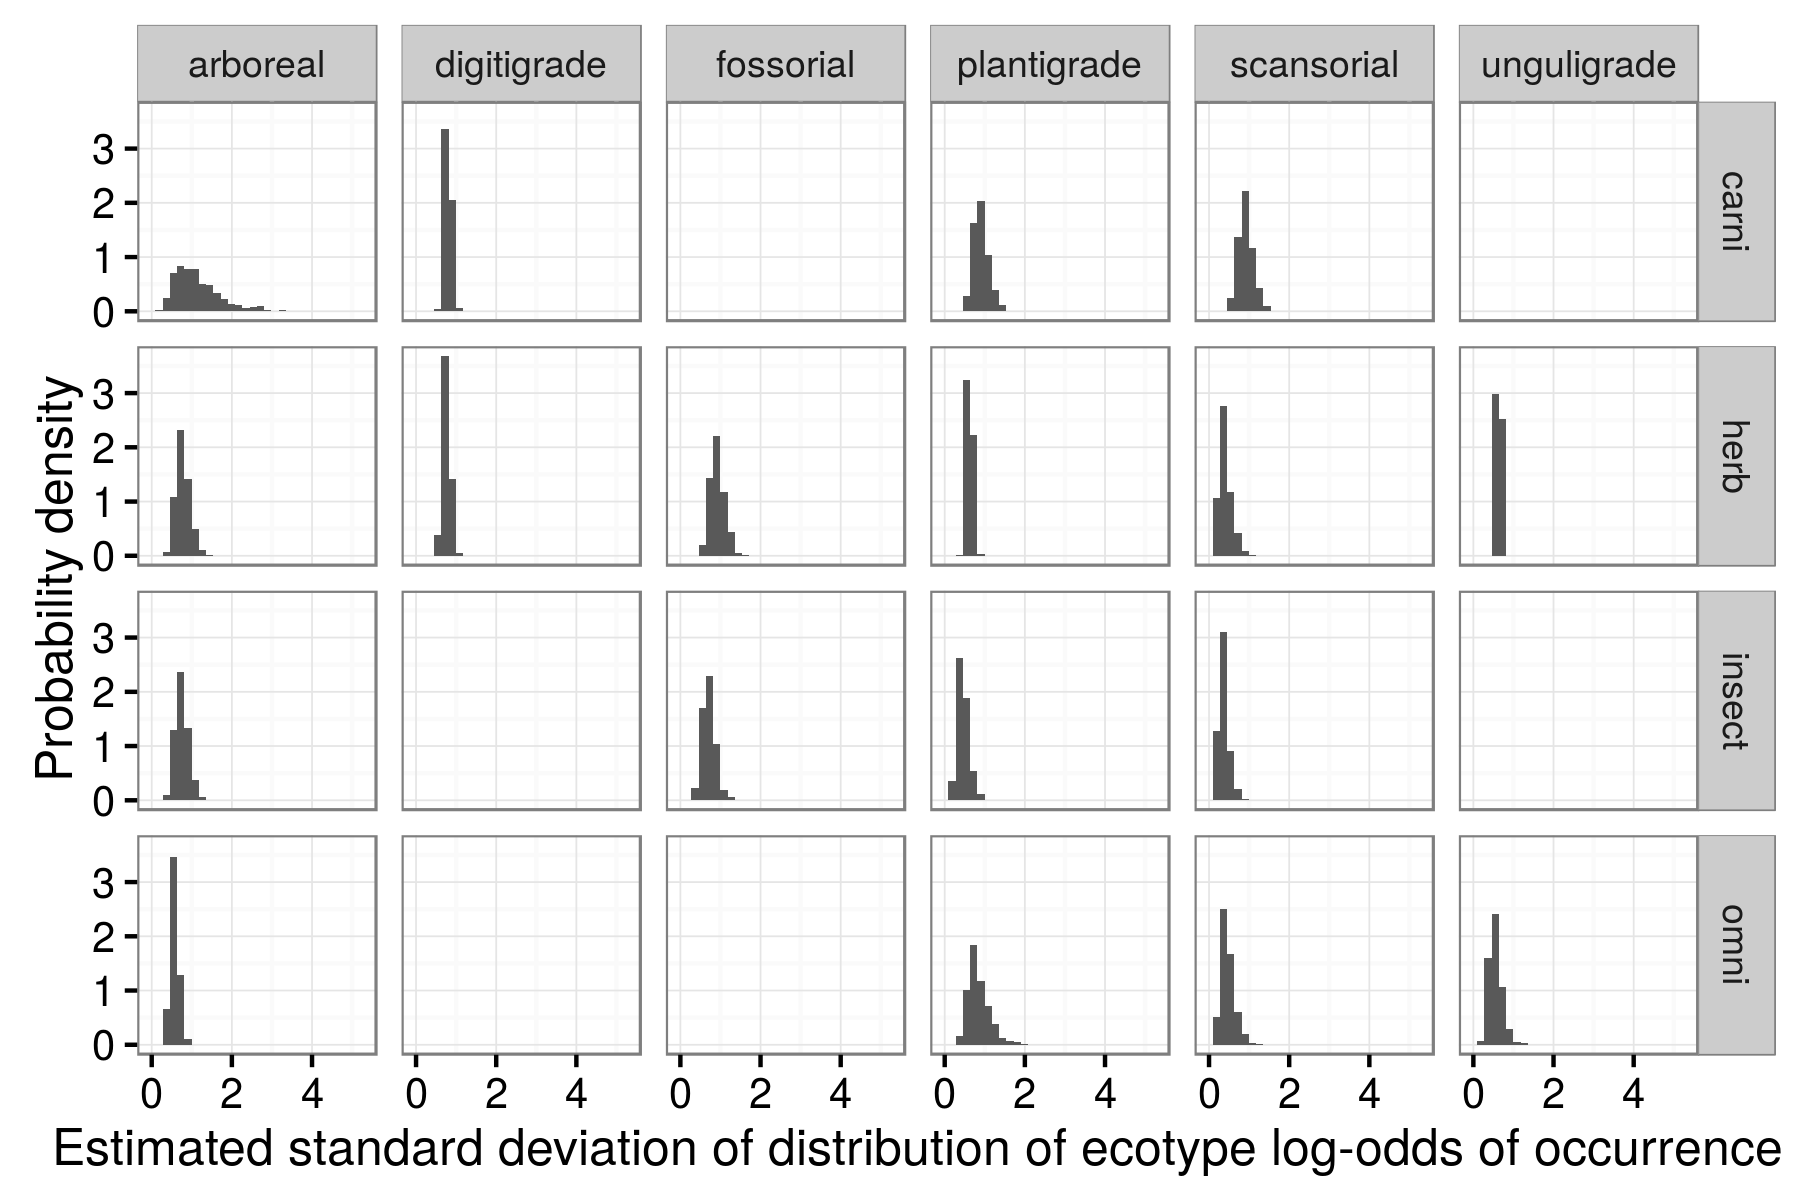 arboreal digitigrade fossorial plantigrade scansorial unguligrade
3
2
1
0
carni
3
2
1
0
herb
3
2
1
0
insect
3
2
1
0
omni
Probability density
0 2 4 0 2 4 0 2 4 0 2 4 0 2 4 0 2 4
Estimated standard deviation of distribution of ecotype log-odds of occurrence